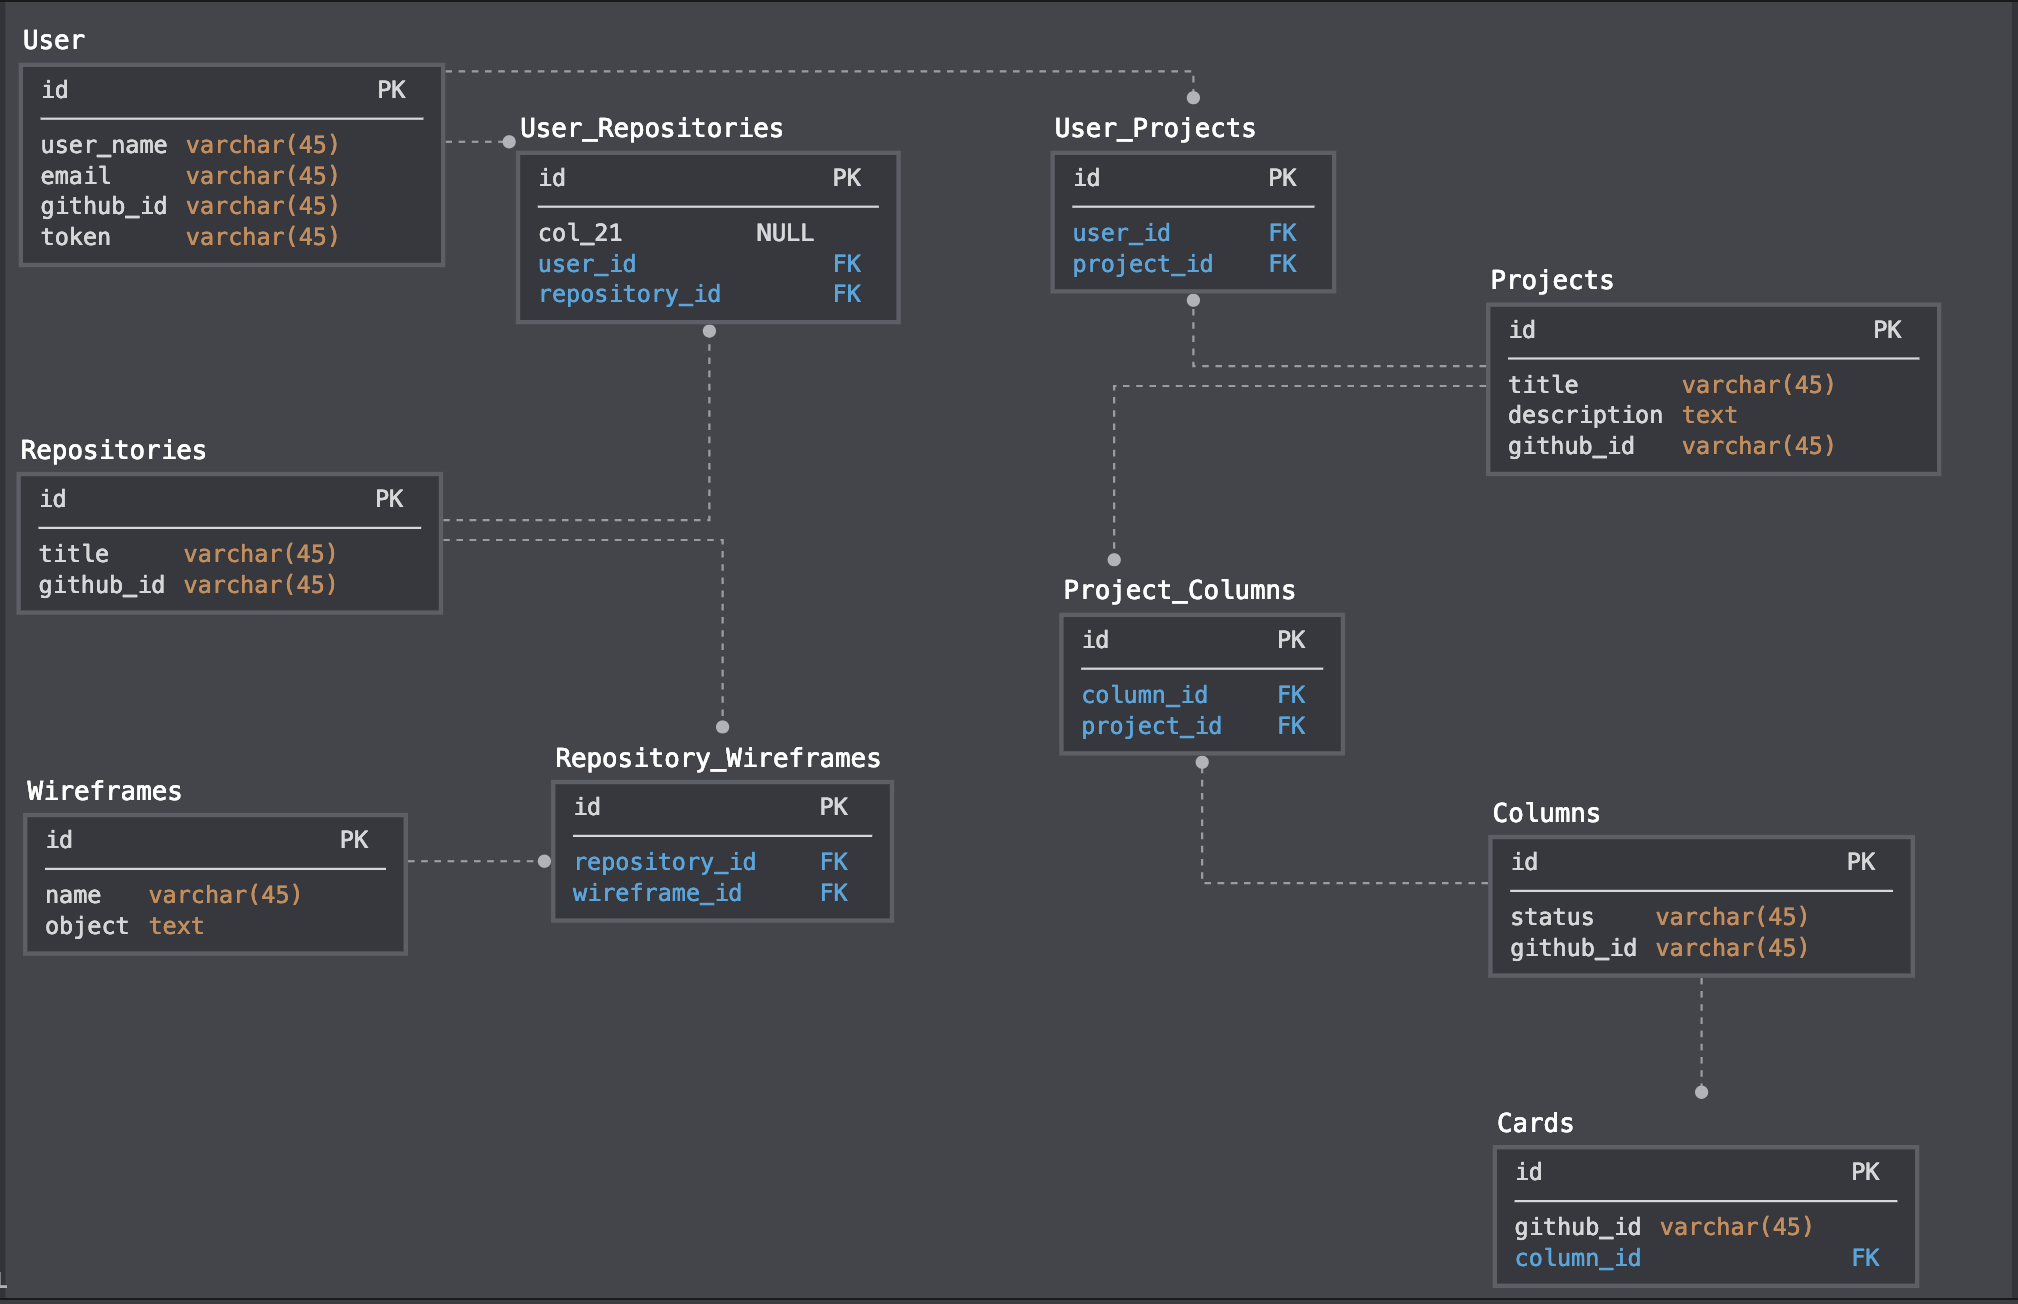 User
id PK
user_name varchar(45)
email varchar(45)
github_id varchar(45)
token varchar(45)
User_Repositories
id PK
col_21 NULL
user_id FK
repository_id FK
User_Projects
id PK
user_id FK
project_id FK
Projects
id PK
title varchar(45)
description text
github_id varchar(45)
Repositories
id PK
title varchar(45)
github_id varchar(45)
Project_Columns
id PK
column_id FK
project_id FK
Repository_Wireframes
id PK
repository_id FK
wireframe_id FK
Wireframes
id PK
name varchar(45)
object text
Columns
id PK
status varchar(45)
github_id varchar(45)
Cards
id PK
github_id varchar(45)
column_id FK